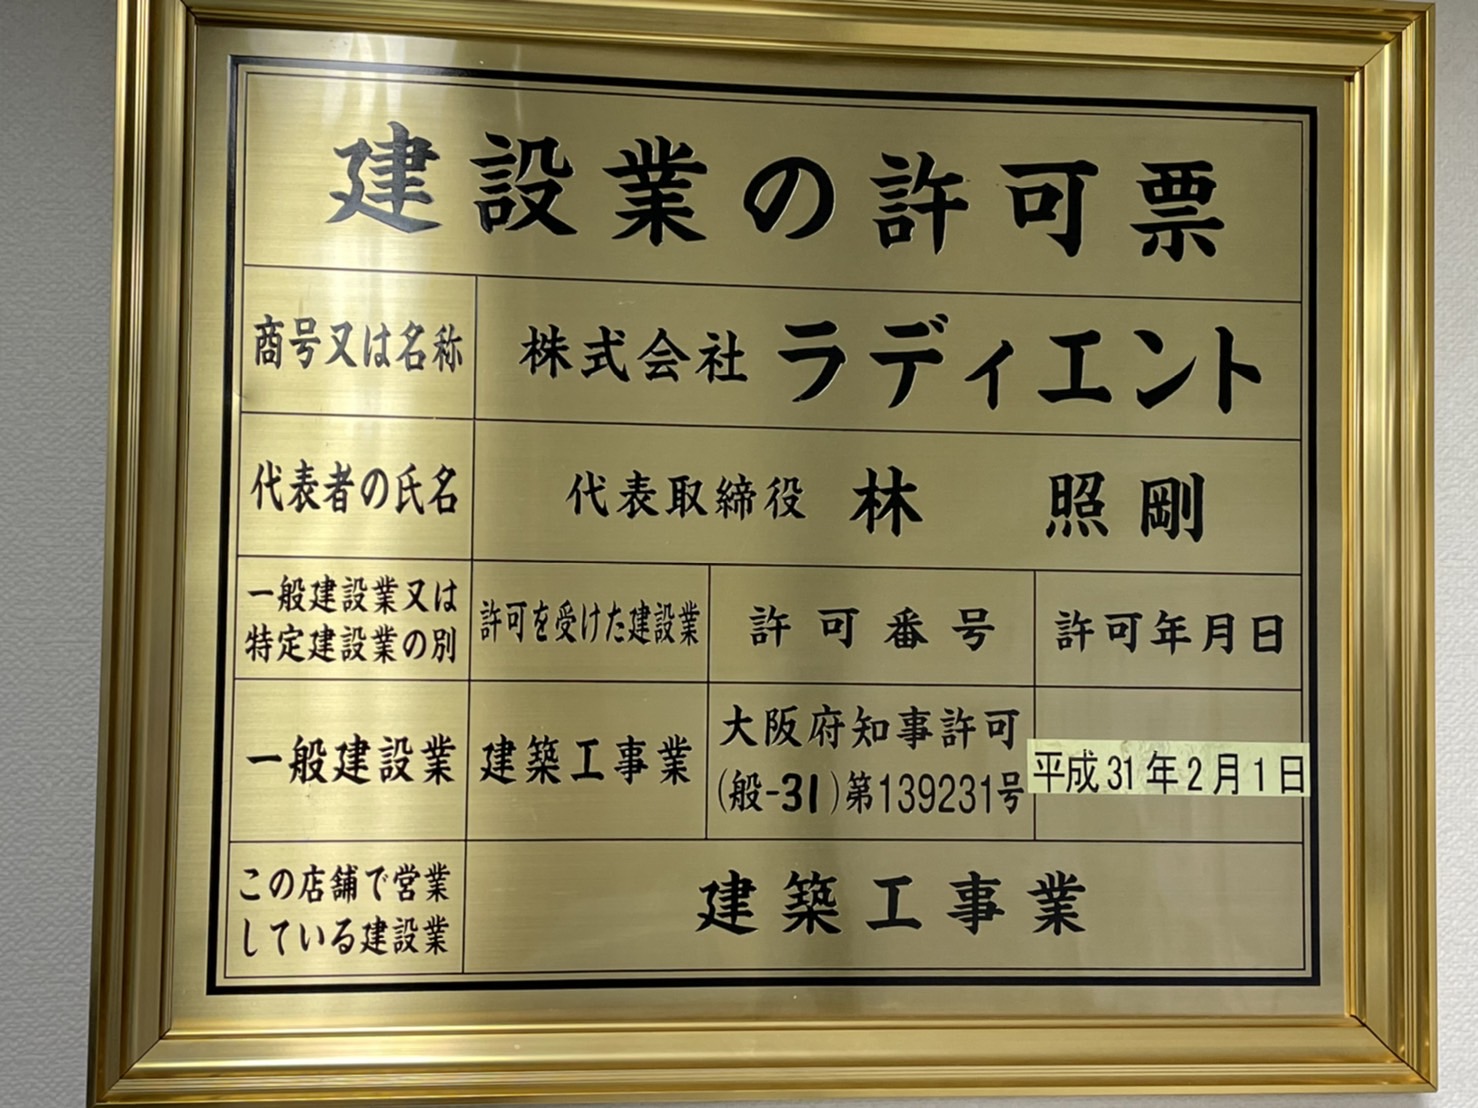 建設業の許可票
商号又は名称
株式会社 ラディエント
代表者の氏名
代表取締役 林 照剛
一般建設業又は
特定建設業の別
許可を受けた建設業
許可番号
許可年月日
一般建設業
建築工事業
大阪府知事許可
(般-31)第139231号
平成31年2月1日
この店舗で営業
している建設業
建築工事業